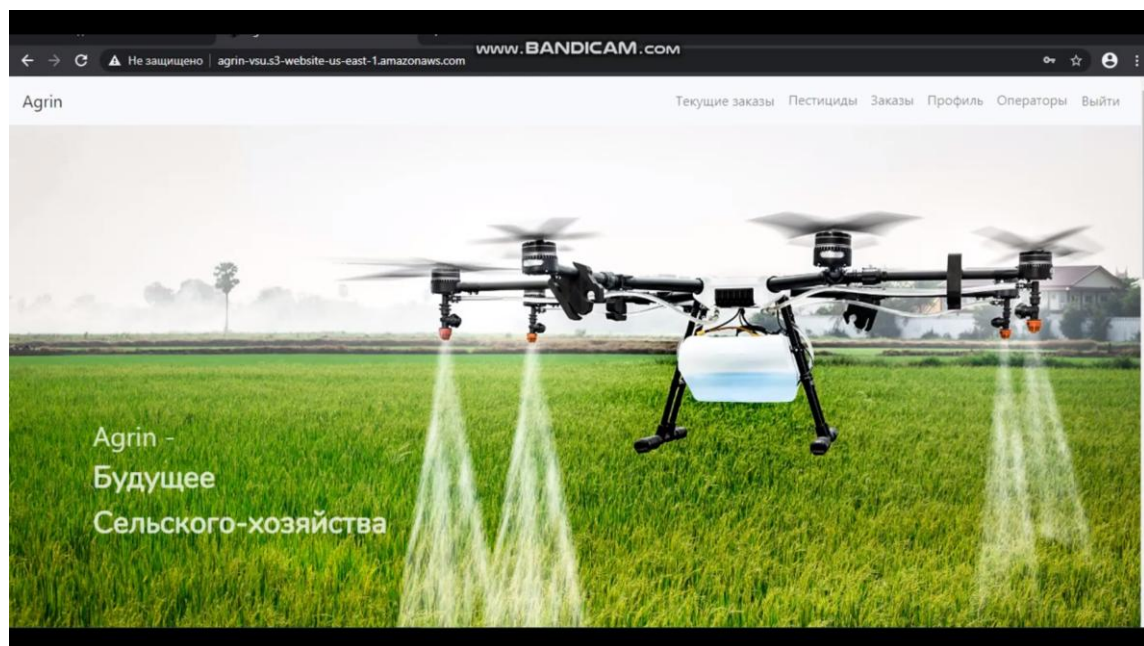 www.BANDICAM.com
Не защищено agrin-vsu.s3-website-us-east-1.amazonaws.com
Agrin Текущие заказы Пестициды Заказы Профиль Операторы Выйти
Agrin -
Будущее
Сельского-хозяйства